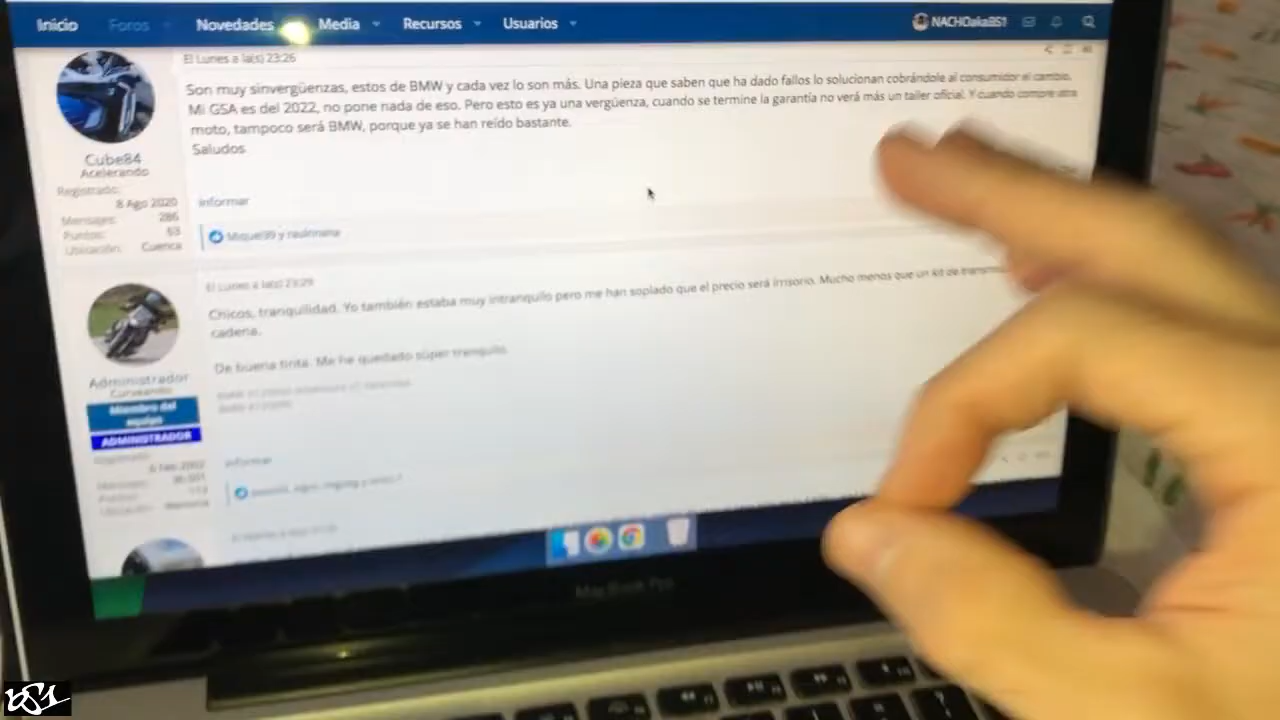 Inicio Foros Novedades Media Recursos Usuarios NACHOakaBS1
El Lunes a la(s) 23:26
Son muy sinvergüenzas, estos de BMW y cada vez lo son más. Una pieza que saben que ha dado fallos lo solucionan cobrándole al consumidor el cambio.
Mi GSA es del 2022, no pone nada de eso. Pero esto es ya una vergüenza, cuando se termine la garantía no verá más un taller oficial. Y cuando compre otra
moto, tampoco será BMW, porque ya se han reído bastante.
Saludos
Cube84
Acelerando
Registrado:
8 Ago 2020
Mensajes: 286
Puntos: 63
Ubicación: Cuenca
informar
El Lunes a la(s) 23:29
Chicos, tranquilidad. Yo también estaba muy intranquilo pero me han soplado que el precio será irrisorio. Mucho menos que un kit de
cadena.
De buena tinta. Me he quedado súper tranquilo.
Administrador
Curveando
Miembro del
equipo
ADMINISTRADOR
informar
MacBook Pro
BS1